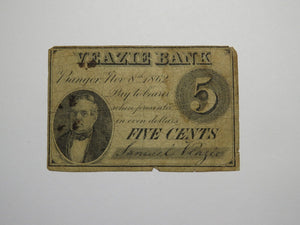 VEAZIE BANK
Bangor Nov 8th 1862
Pay to bearer
when presented
in even dollars
5
FIVE CENTS
Samuel Veazie